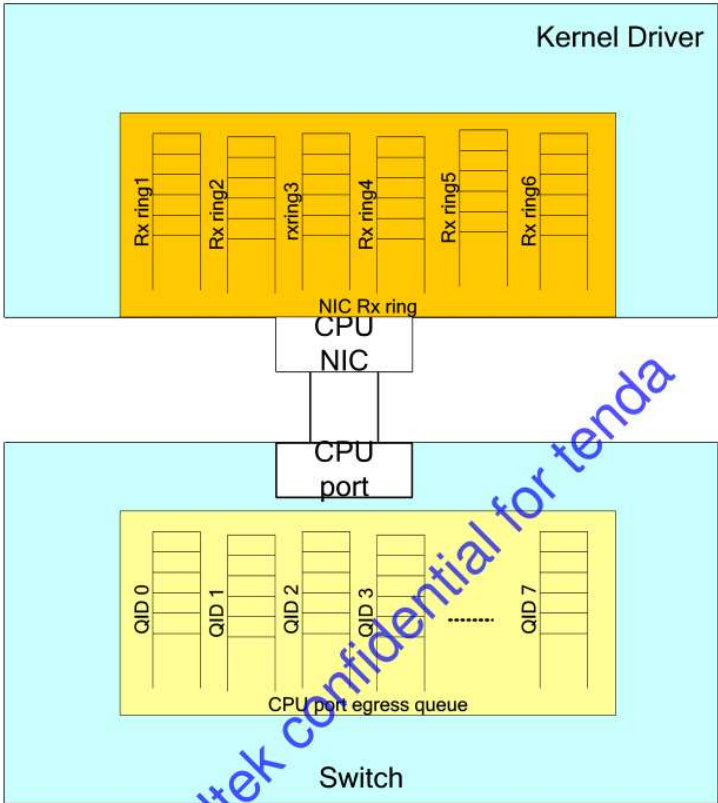 Kernel Driver
Rx ring1
Rx ring2
rxring3
Rx ring4
Rx ring5
Rx ring6
NIC Rx ring
CPU
NIC
CPU
port
QID 0
QID 1
QID 2
QID 3
........
QID 7
CPU port egress queue
Switch
ltek confidential for tenda